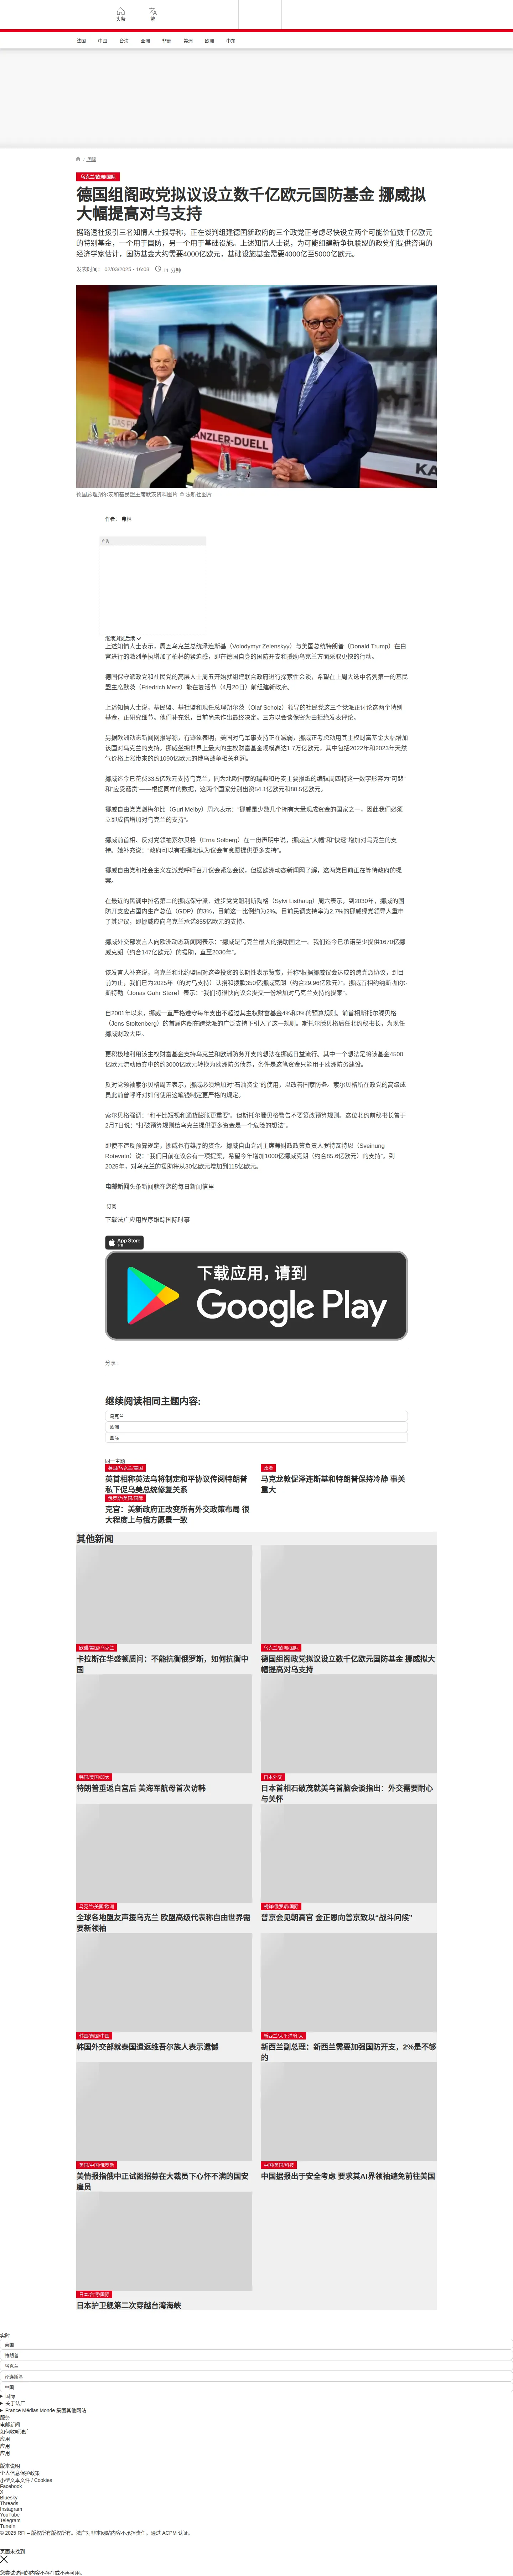 头条
繁
法国
中国
台海
亚洲
非洲
美洲
欧洲
中东
国际
乌克兰/欧洲/国际
德国组阁政党拟议设立数千亿欧元国防基金 挪威拟
大幅提高对乌支持
据路透社援引三名知情人士报导称，正在谈判组建德国新政府的三个政党正考虑尽快设立两个可能价值数千亿欧元
的特别基金，一个用于国防，另一个用于基础设施。上述知情人士说，为可能组建新争执联盟的政党们提供咨询的
经济学家估计，国防基金大约需要4000亿欧元，基础设施基金需要4000亿至5000亿欧元。
发表时间： 02/03/2025 - 16:08
11 分钟
德国总理朔尔茨和基民盟主席默茨资料图片 © 法新社图片
作者： 弗林
广告
继续浏览后续
上述知情人士表示，周五乌克兰总统泽连斯基（Volodymyr Zelenskyy）与美国总统特朗普（Donald Trump）在白
宫进行的激烈争执增加了柏林的紧迫感，即在德国自身的国防开支和援助乌克兰方面采取更快的行动。
德国保守派政党和社民党的高层人士周五开始就组建联合政府进行探索性会谈，希望在上周大选中名列第一的基民
盟主席默茨（Friedrich Merz）能在复活节（4月20日）前组建新政府。
上述知情人士说，基民盟、基社盟和现任总理朔尔茨（Olaf Scholz）领导的社民党这三个党派正讨论这两个特别
基金，正研究细节。他们补充说，目前尚未作出最终决定。三方以会谈保密为由拒绝发表评论。
另据欧洲动态新闻网报导称，有迹象表明，美国对乌军事支持正在减弱，挪威正考虑动用其主权财富基金大幅增加
该国对乌克兰的支持。挪威坐拥世界上最大的主权财富基金规模高达1.7万亿欧元，其中包括2022年和2023年天然
气价格上涨带来的约1090亿欧元的俄乌战争相关利润。
挪威迄今已花费33.5亿欧元支持乌克兰，同为北欧国家的瑞典和丹麦主要报纸的编辑周四将这一数字形容为“可悲”
和“应受谴责”——根据同样的数据，这两个国家分别出资54.1亿欧元和80.5亿欧元。
挪威自由党党魁梅尔比（Guri Melby）周六表示：“挪威是少数几个拥有大量现成资金的国家之一，因此我们必须
立即成倍增加对乌克兰的支持”。
挪威前首相、反对党领袖索尔贝格（Erna Solberg）在一份声明中说，挪威应“大幅”和“快速”增加对乌克兰的支
持。她补充说：“政府可以有把握地认为议会有意愿提供更多支持”。
挪威自由党和社会主义左派党呼吁召开议会紧急会议，但据欧洲动态新闻网了解，这两党目前正在等待政府的提
案。
在最近的民调中排名第二的挪威保守派、进步党党魁利斯陶格（Sylvi Listhaug）周六表示，到2030年，挪威的国
防开支应占国内生产总值（GDP）的3%，目前这一比例约为2%。目前民调支持率为2.7%的挪威绿党领导人重申
了其建议，即挪威应向乌克兰承诺855亿欧元的支持。
挪威外交部发言人向欧洲动态新闻网表示：“挪威是乌克兰最大的捐助国之一。我们迄今已承诺至少提供1670亿挪
威克朗（约合147亿欧元）的援助，直至2030年”。
该发言人补充说，乌克兰和北约盟国对这些投资的长期性表示赞赏，并称“根据挪威议会达成的跨党派协议，到目
前为止，我们已为2025年（的对乌支持）认捐和拨款350亿挪威克朗（约合29.96亿欧元）”。挪威首相约纳斯·加尔·
斯特勒（Jonas Gahr Støre）表示：“我们将很快向议会提交一份增加对乌克兰支持的提案”。
自2001年以来，挪威一直严格遵守每年支出不超过其主权财富基金4%和3%的预算规则。前首相斯托尔滕贝格
（Jens Stoltenberg）的首届内阁在跨党派的广泛支持下引入了这一规则。斯托尔滕贝格后任北约秘书长，为现任
挪威财政大臣。
更积极地利用该主权财富基金支持乌克兰和欧洲防务开支的想法在挪威日益流行。其中一个想法是将该基金4500
亿欧元流动债券中的约3000亿欧元转换为欧洲防务债券，条件是这笔资金只能用于欧洲防务建设。
反对党领袖索尔贝格周五表示，挪威必须增加对“石油资金”的使用，以改善国家防务。索尔贝格所在政党的高级成
员此前曾呼吁对如何使用这笔钱制定更严格的规定。
索尔贝格强调：“和平比短视和通货膨胀更重要”。但斯托尔滕贝格警告不要篡改预算规则。这位北约前秘书长曾于
2月7日说：“打破预算规则给乌克兰提供更多资金是一个危险的想法”。
即使不违反预算规定，挪威也有雄厚的资金。挪威自由党副主席兼财政政策负责人罗特瓦特恩（Sveinung
Rotevatn）说：“我们目前在议会有一项提案，希望今年增加1000亿挪威克朗（约合85.6亿欧元）的支持”。到
2025年，对乌克兰的援助将从30亿欧元增加到115亿欧元。
电邮新闻头条新闻就在您的每日新闻信里
订阅
下载法广应用程序跟踪国际时事
App Store
下载应用，请到
Google Play
分享 :
继续阅读相同主题内容:
乌克兰
欧洲
国际
同一主题
英国/乌克兰/美国
英首相称英法乌将制定和平协议传阅特朗普
私下促乌美总统修复关系
政治
马克龙敦促泽连斯基和特朗普保持冷静 事关
重大
俄罗斯/美国/国际
克宫：美新政府正改变所有外交政策布局 很
大程度上与俄方愿景一致
其他新闻
欧盟/美国/乌克兰
卡拉斯在华盛顿质问：不能抗衡俄罗斯，如何抗衡中
国
乌克兰/欧洲/国际
德国组阁政党拟议设立数千亿欧元国防基金 挪威拟大
幅提高对乌支持
韩国/美国/印太
特朗普重返白宫后 美海军航母首次访韩
日本外交
日本首相石破茂就美乌首脑会谈指出：外交需要耐心
与关怀
乌克兰/美国/欧洲
全球各地盟友声援乌克兰 欧盟高级代表称自由世界需
要新领袖
朝鲜/俄罗斯/国际
普京会见朝高官 金正恩向普京致以“战斗问候”
韩国/泰国/中国
韩国外交部就泰国遣返维吾尔族人表示遗憾
新西兰/太平洋/印太
新西兰副总理：新西兰需要加强国防开支，2%是不够
的
美国/中国/俄罗斯
美情报指俄中正试图招募在大裁员下心怀不满的国安
雇员
中国/美国/科技
中国据报出于安全考虑 要求其AI界领袖避免前往美国
日本/台湾/国际
日本护卫舰第二次穿越台湾海峡
实时
美国
特朗普
乌克兰
泽连斯基
中国
国际
关于法广
France Médias Monde 集团其他网站
服务
电邮新闻
如何收听法广
应用
应用
应用
版本说明
个人信息保护政策
小型文本文件 / Cookies
Facebook
X
Bluesky
Threads
Instagram
YouTube
Telegram
TuneIn
© 2025 RFI – 版权所有版权所有。法广对非本网站内容不承担责任。通过 ACPM 认证。
页面未找到
您尝试访问的内容不存在或不再可用。